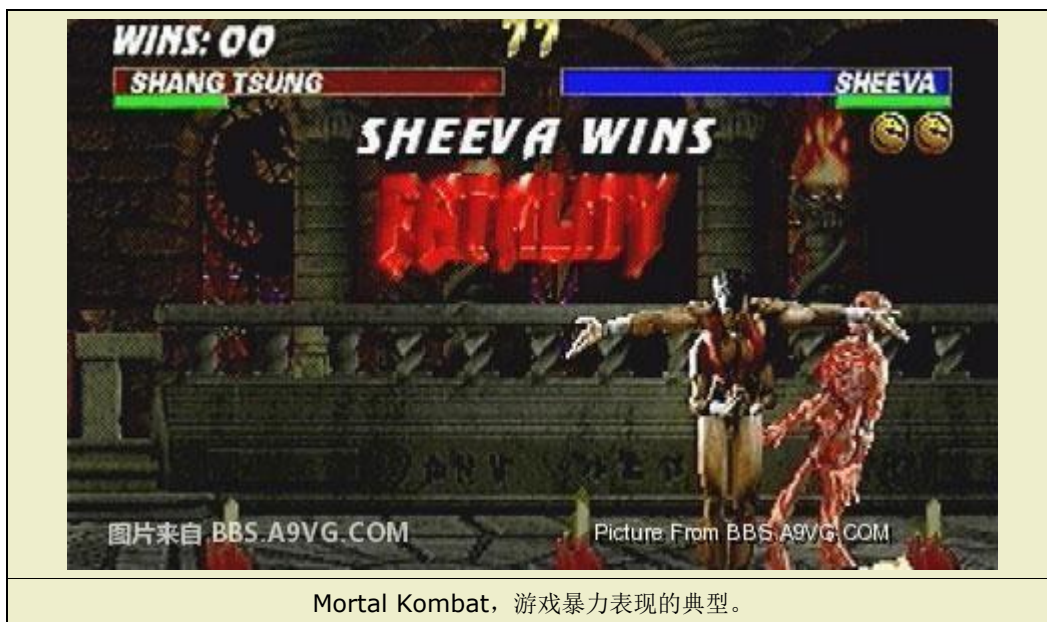 WINS: 00
77
SHANG TSUNG
SHEEVA
SHEEVA WINS
FATALITY
图片来自 BBS.A9VG.COM
Picture From BBS.A9VG.COM
Mortal Kombat，游戏暴力表现的典型。